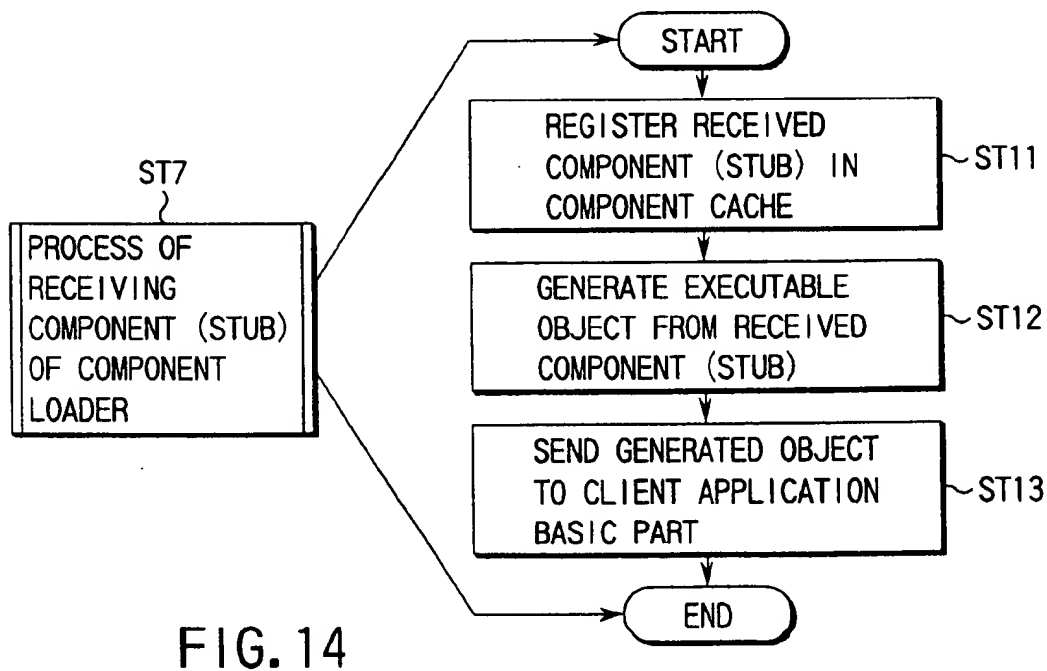 ST7
PROCESS OF
RECEIVING
COMPONENT (STUB)
OF COMPONENT
LOADER
START
REGISTER RECEIVED
COMPONENT (STUB) IN
COMPONENT CACHE
ST11
GENERATE EXECUTABLE
OBJECT FROM RECEIVED
COMPONENT (STUB)
ST12
SEND GENERATED OBJECT
TO CLIENT APPLICATION
BASIC PART
ST13
END
FIG. 14